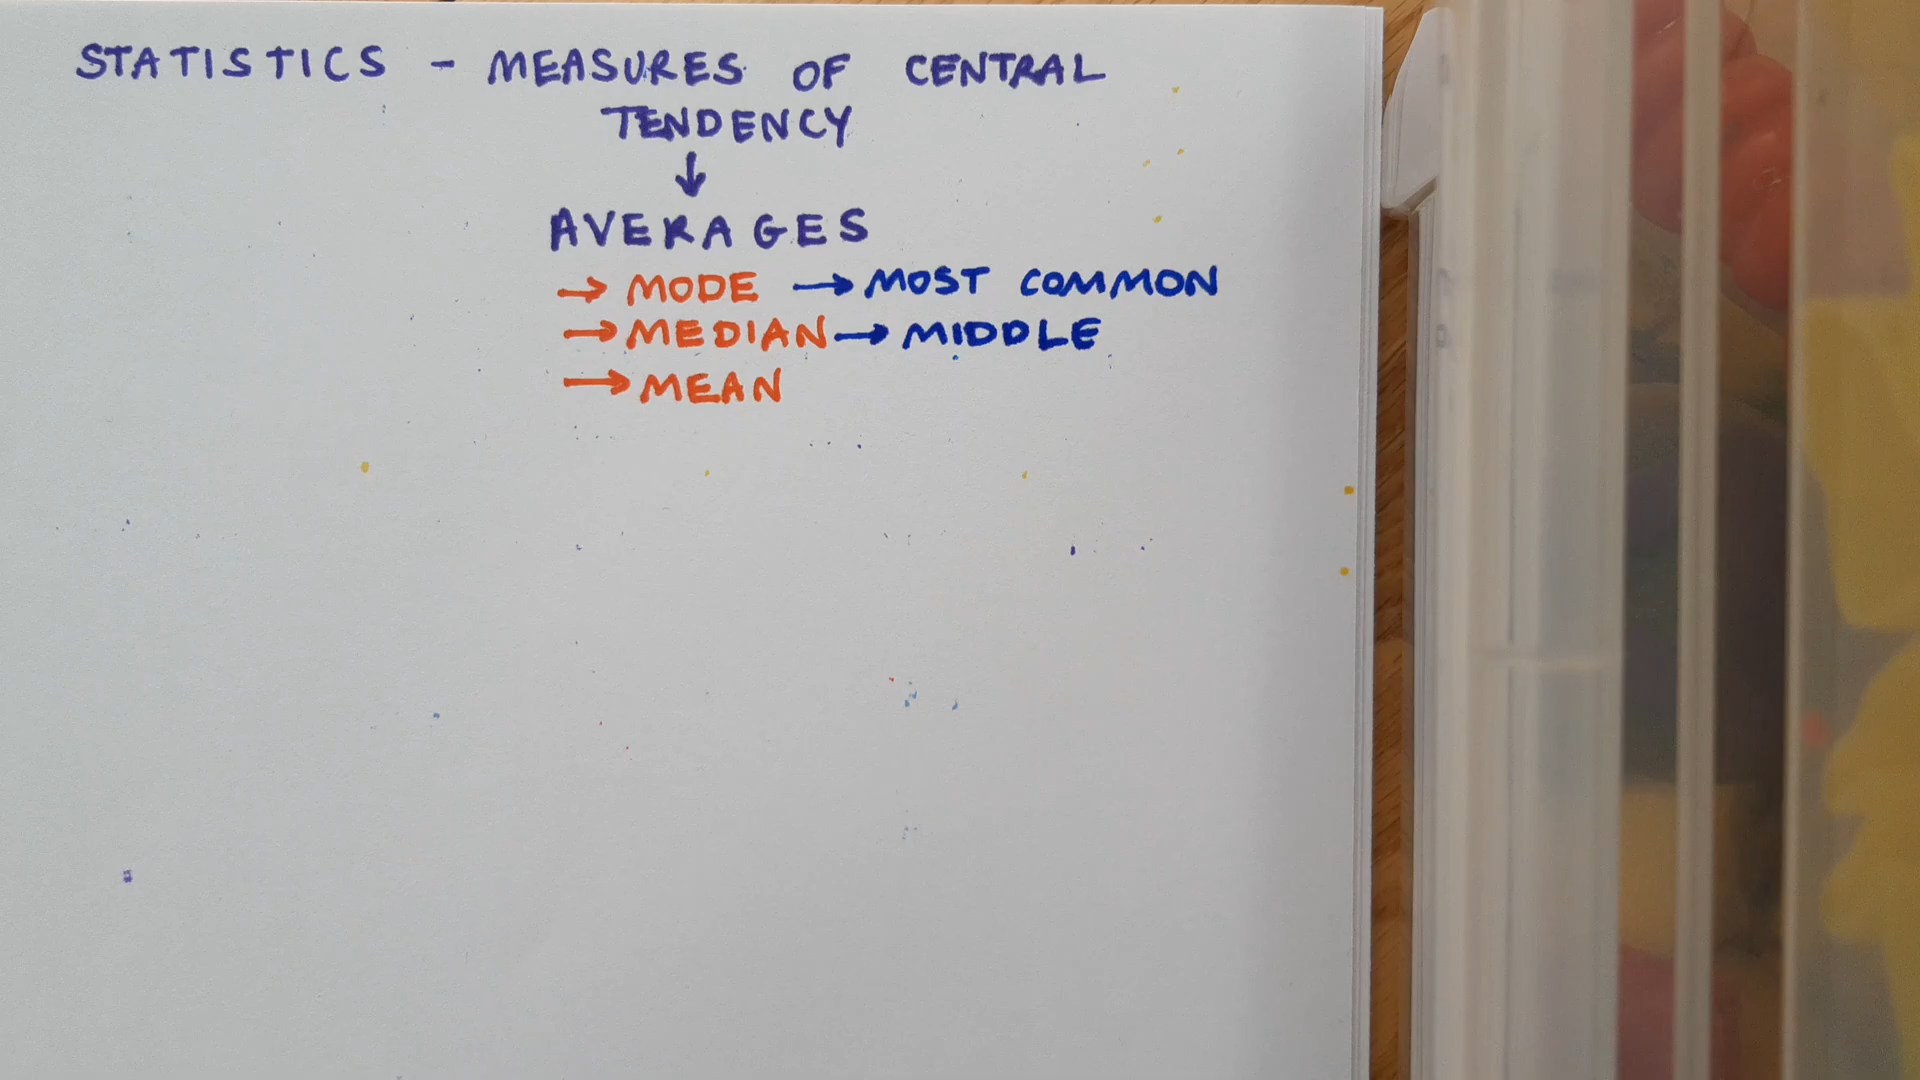 STATISTICS - MEASURES OF CENTRAL
TENDENCY
↓
AVERAGES
→ MODE → MOST COMMON
→ MEDIAN → MIDDLE
→ MEAN